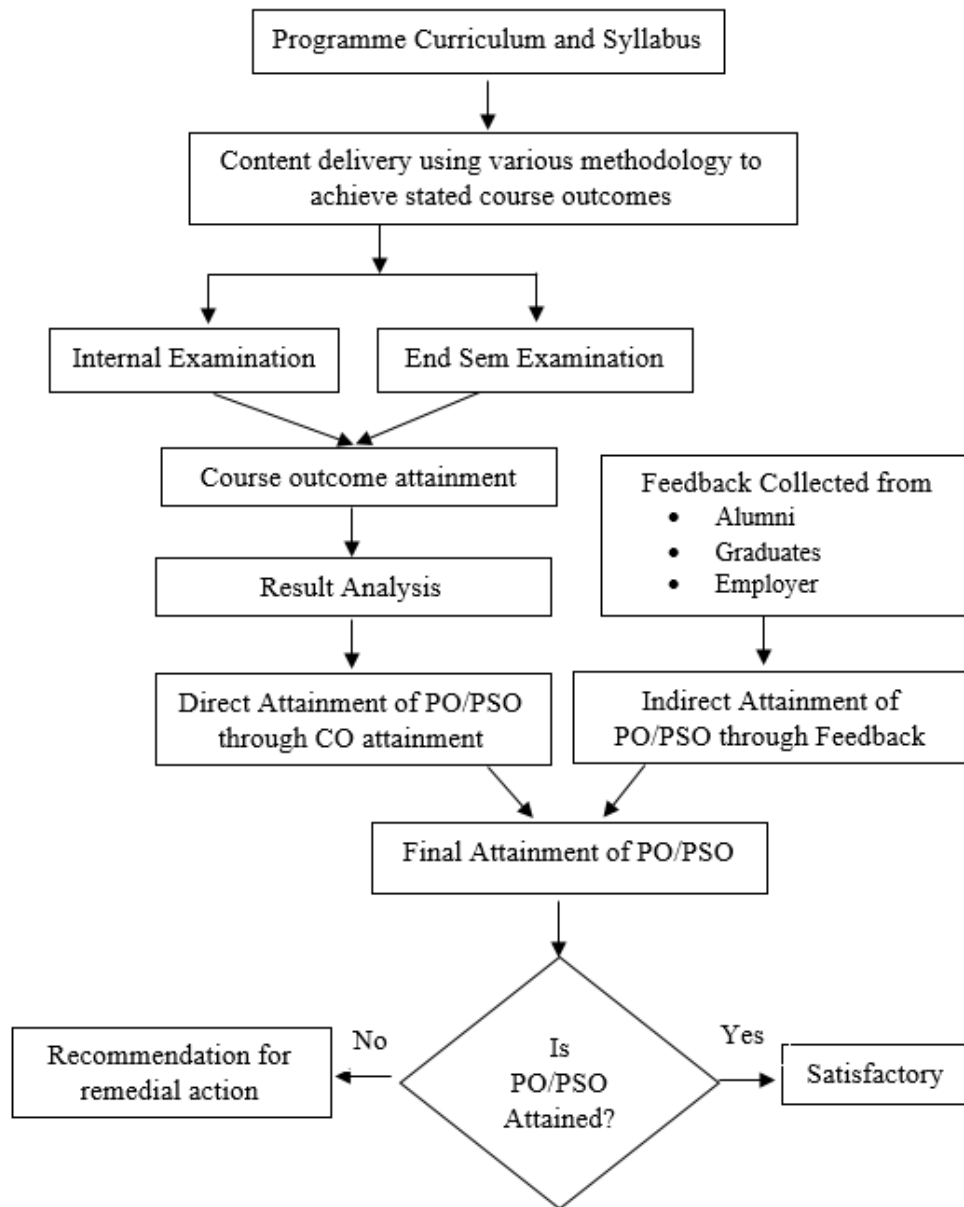 Programme Curriculum and Syllabus
Content delivery using various methodology to
achieve stated course outcomes
Internal Examination
End Sem Examination
Course outcome attainment
Feedback Collected from
• Alumni
• Graduates
• Employer
Result Analysis
Direct Attainment of PO/PSO
through CO attainment
Indirect Attainment of
PO/PSO through Feedback
Final Attainment of PO/PSO
No
Yes
Recommendation for
remedial action
Is
PO/PSO
Attained?
Satisfactory